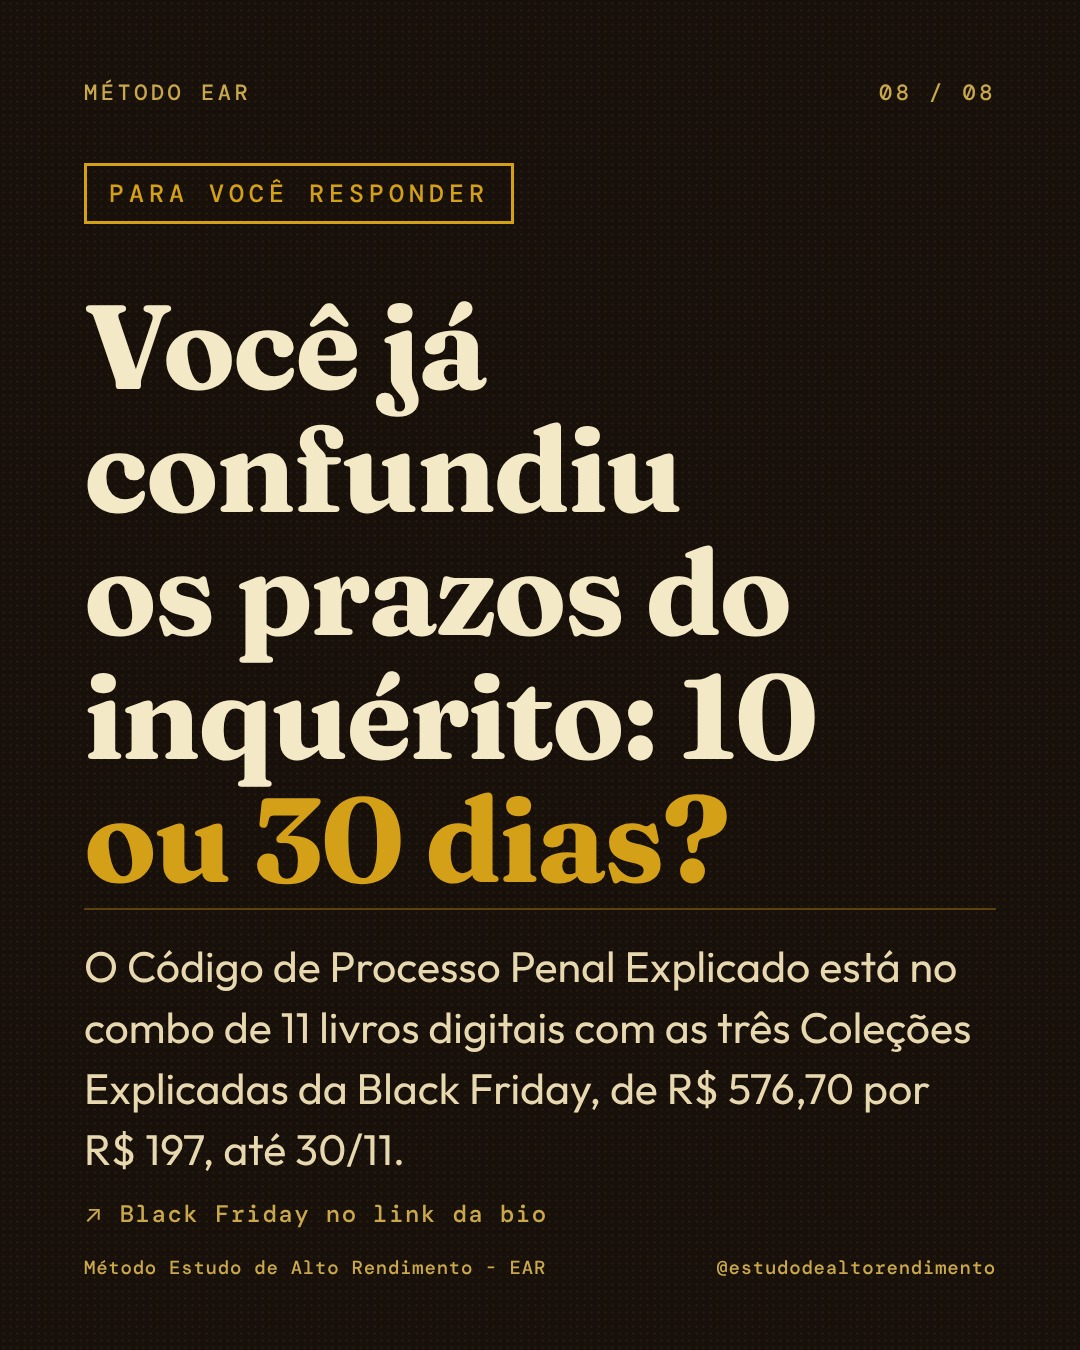 MÉTODO EAR
08 / 08
PARA VOCÊ RESPONDER
Você já
confundiu
os prazos do
inquérito: 10
ou 30 dias?
O Código de Processo Penal Explicado está no
combo de 11 livros digitais com as três Coleções
Explicadas da Black Friday, de R$ 576,70 por
R$ 197, até 30/11.
↗ Black Friday no link da bio
Método Estudo de Alto Rendimento - EAR
@estudodealtorendimento